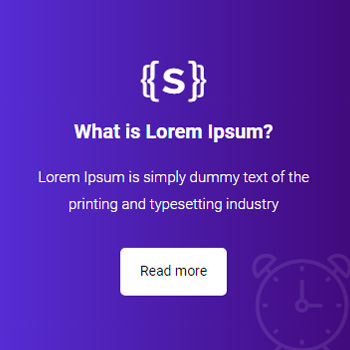 {{S}}
What is Lorem Ipsum?
Lorem Ipsum is simply dummy text of the
printing and typesetting industry
Read more